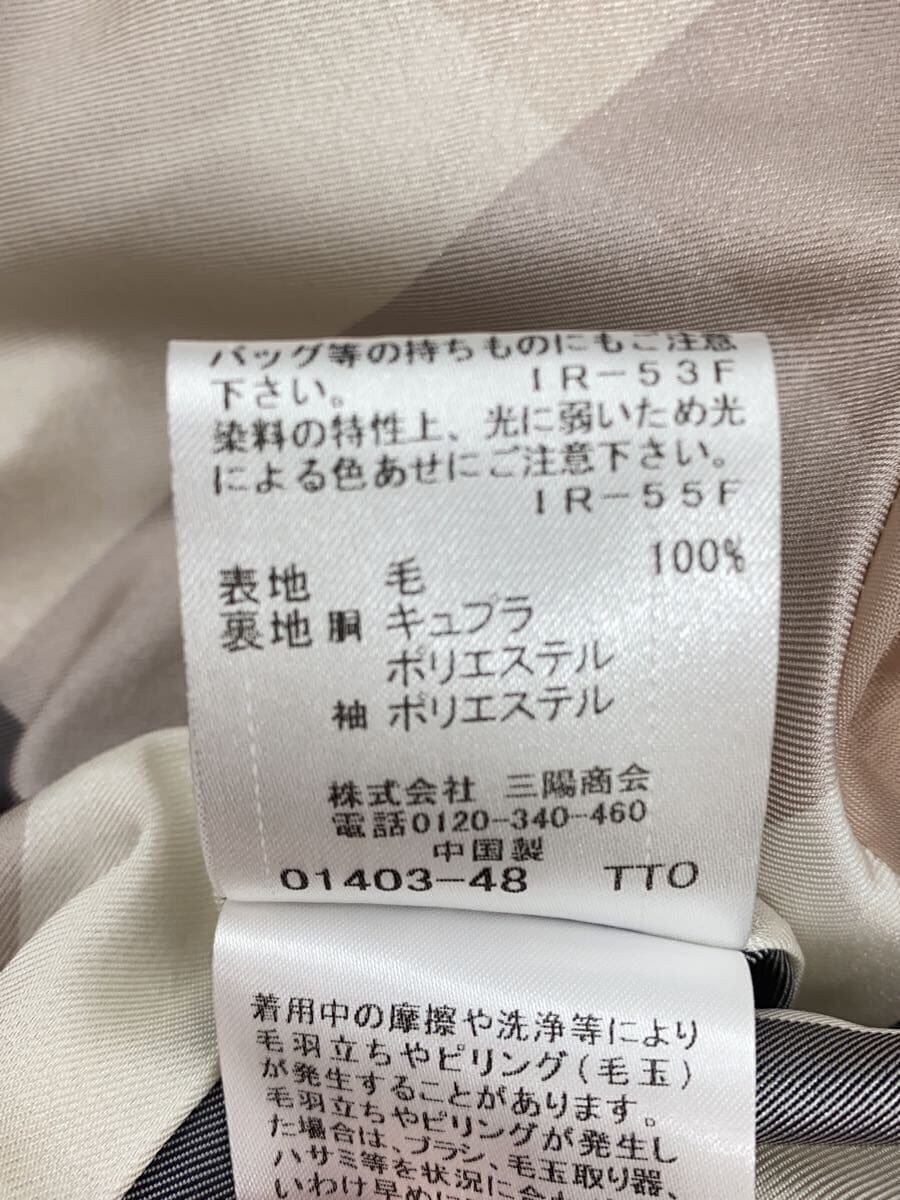 バッグ等の持ちものにもご注意
下さい。 IR-53F
染料の特性上、光に弱いため光
による色あせにご注意下さい。
IR-55F
表地 毛 100%
裏地 胴 キュプラ
ポリエステル
袖 ポリエステル
株式会社 三陽商会
電話0120-340-460
中国製
01403-48 TTO
着用中の摩擦や洗浄等により
毛羽立ちやピリング(毛玉)
が発生することがあります。
毛羽立ちやピリングが発生し
た場合は、ブラシ、毛玉取り器、
ハサミ等を状況に合わ
いわけ早めに